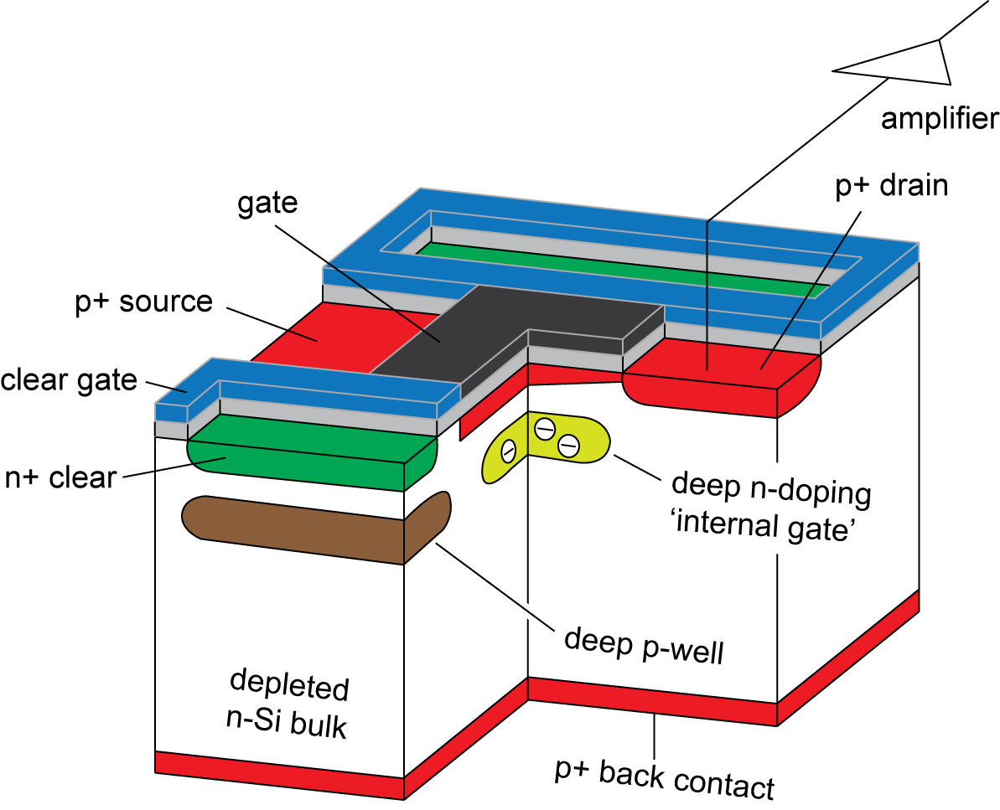 amplifier
p+ drain
gate
p+ source
clear gate
n+ clear
deep n-doping
‘internal gate’
deep p-well
depleted
n-Si bulk
p+ back contact